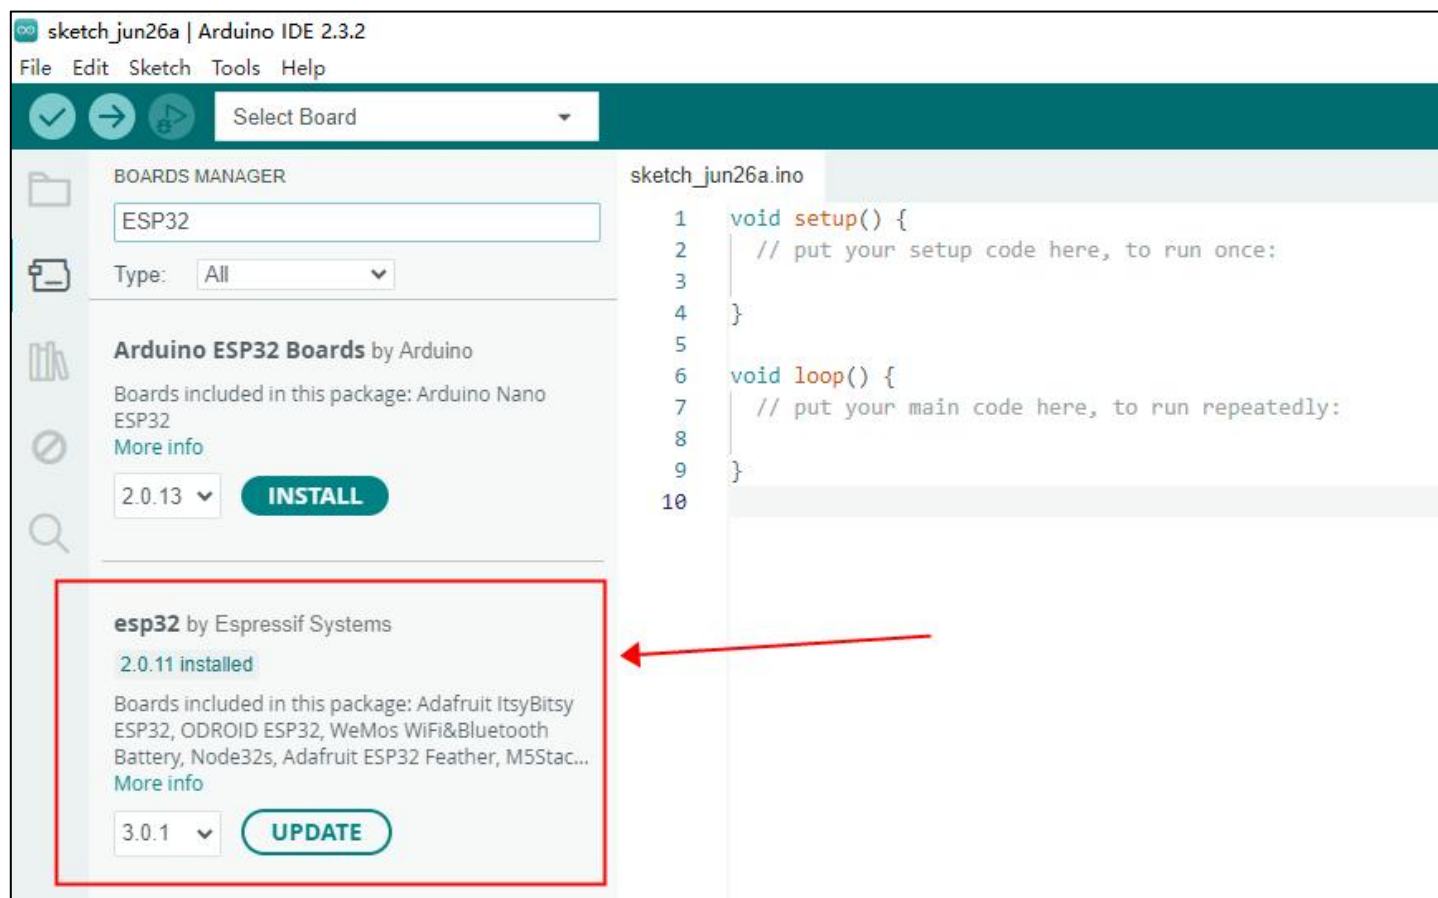 sketch_jun26a | Arduino IDE 2.3.2
File Edit Sketch Tools Help
Select Board
BOARDS MANAGER
ESP32
Type: All
Arduino ESP32 Boards by Arduino
Boards included in this package: Arduino Nano
ESP32
More info
2.0.13 INSTALL
esp32 by Espressif Systems
2.0.11 installed
Boards included in this package: Adafruit ItsyBitsy
ESP32, ODROID ESP32, WeMos WiFi&Bluetooth
Battery, Node32s, Adafruit ESP32 Feather, M5Stac...
More info
3.0.1 UPDATE
sketch_jun26a.ino
1 void setup() {
2 // put your setup code here, to run once:
3
4 }
5
6 void loop() {
7 // put your main code here, to run repeatedly:
8
9 }
10